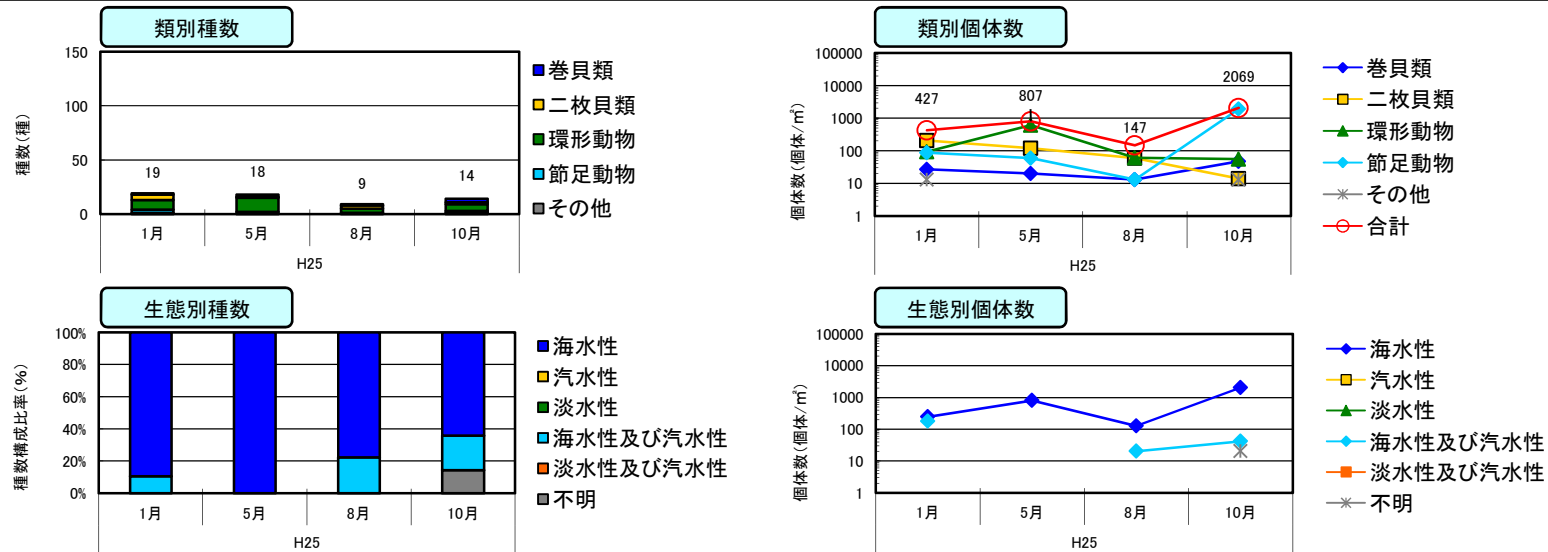 類別種数
種数(種)
150
100
50
0
19
18
9
14
1月
5月
8月
10月
H25
巻貝類
二枚貝類
環形動物
節足動物
その他
類別個体数
個体数(個体/㎡)
100000
10000
1000
100
10
1
427
807
147
2069
1月
5月
8月
10月
H25
巻貝類
二枚貝類
環形動物
節足動物
その他
合計
生態別種数
種数構成比率(%)
100%
80%
60%
40%
20%
0%
1月
5月
8月
10月
H25
海水性
汽水性
淡水性
海水性及び汽水性
淡水性及び汽水性
不明
生態別個体数
個体数(個体/㎡)
100000
10000
1000
100
10
1
1月
5月
8月
10月
H25
海水性
汽水性
淡水性
海水性及び汽水性
淡水性及び汽水性
不明